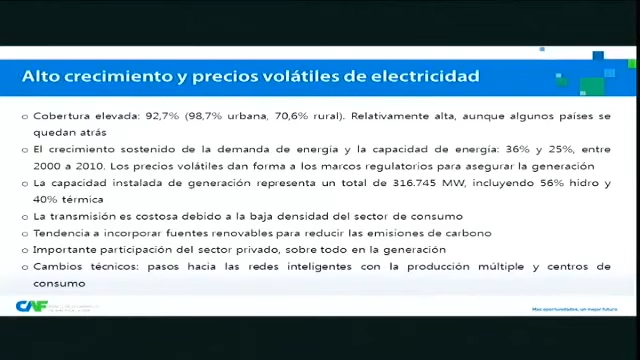 Alto crecimiento y precios volátiles de electricidad
o Cobertura elevada: 92,7% (98,7% urbana, 70,6% rural). Relativamente alta, aunque algunos países se
quedan atrás
o El crecimiento sostenido de la demanda de energía y la capacidad de energía: 36% y 25%, entre
2000 a 2010. Los precios volátiles dan forma a los marcos regulatorios para asegurar la generación
o La capacidad instalada de generación representa un total de 316.745 MW, incluyendo 56% hidro y
40% térmica
o La transmisión es costosa debido a la baja densidad del sector de consumo
o Tendencia a incorporar fuentes renovables para reducir las emisiones de carbono
o Importante participación del sector privado, sobre todo en la generación
o Cambios técnicos: pasos hacia las redes inteligentes con la producción múltiple y centros de
consumo
CAF
Más oportunidades, un mejor futuro